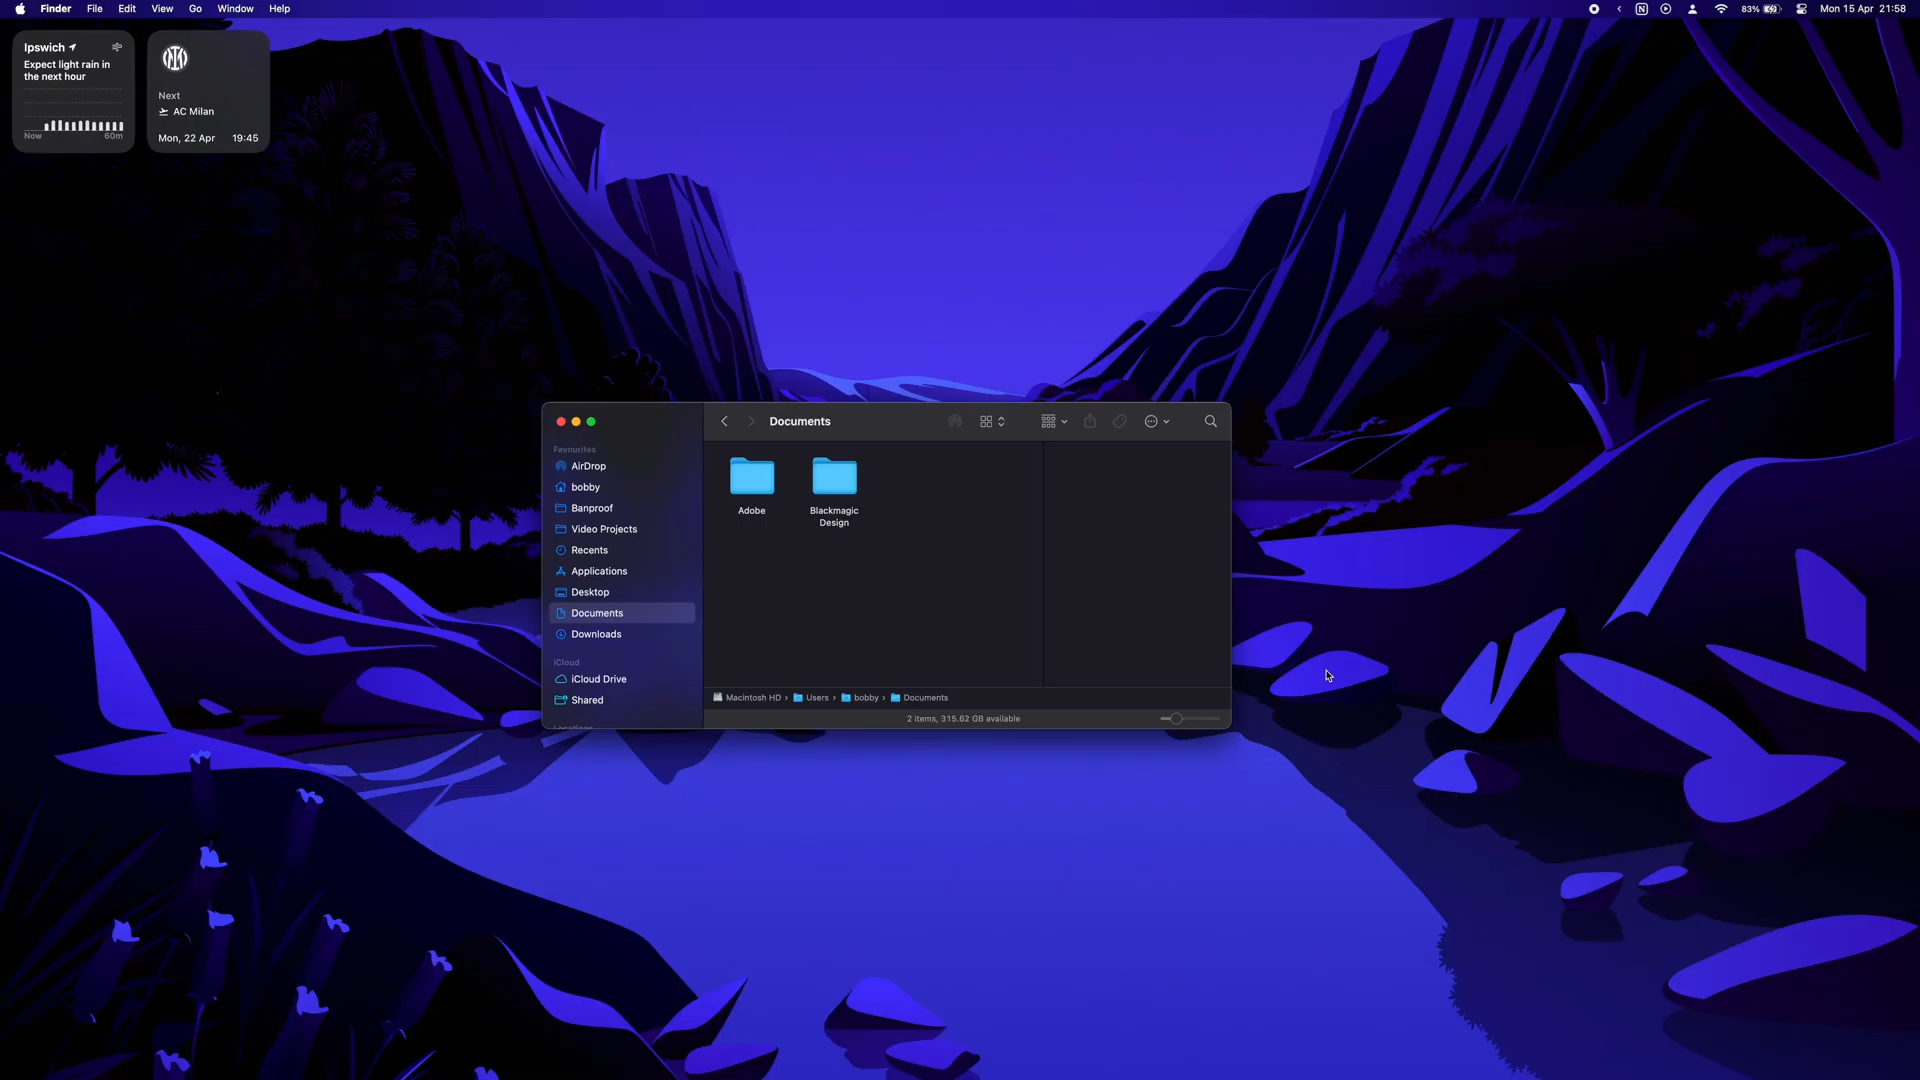 Finder File Edit View Go Window Help
83% Mon 15 Apr 21:58
Ipswich
Expect light rain in
the next hour
Now 60m
Next
AC Milan
Mon, 22 Apr 19:45
Documents
Favourites
AirDrop
bobby
Banproof
Video Projects
Recents
Applications
Desktop
Documents
Downloads
iCloud
iCloud Drive
Shared
Adobe
Blackmagic
Design
Macintosh HD › Users › bobby › Documents
2 items, 315.62 GB available